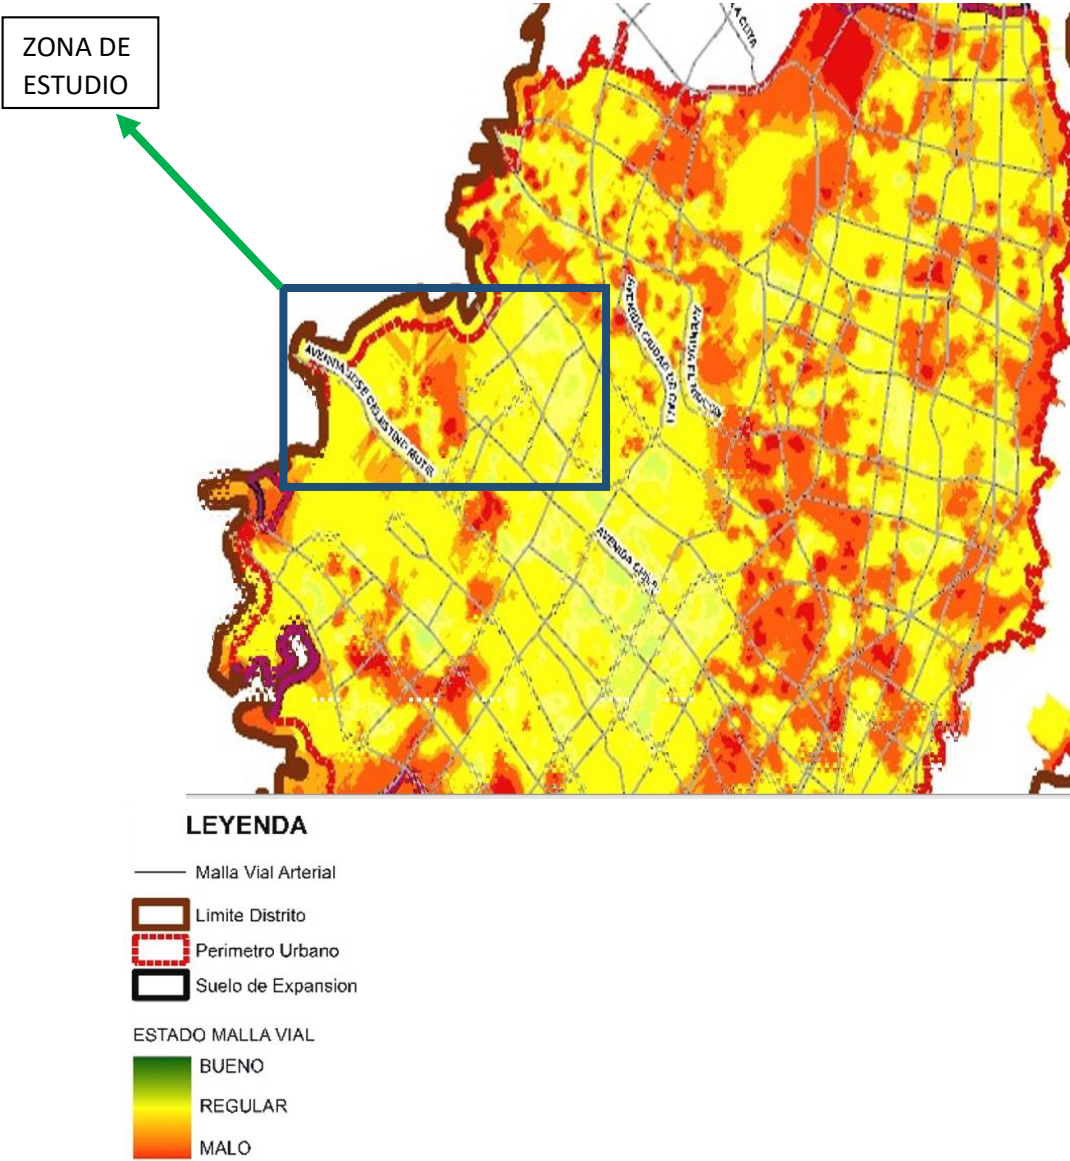 ZONA DE
ESTUDIO
AVENIDA JOSE CELESTINO MUTIS
AVENIDA CIUDAD DE CALI
AVENIDA EL RINCON
AVENIDA CHILE
LEYENDA
Malla Vial Arterial
Limite Distrito
Perimetro Urbano
Suelo de Expansion
ESTADO MALLA VIAL
BUENO
REGULAR
MALO